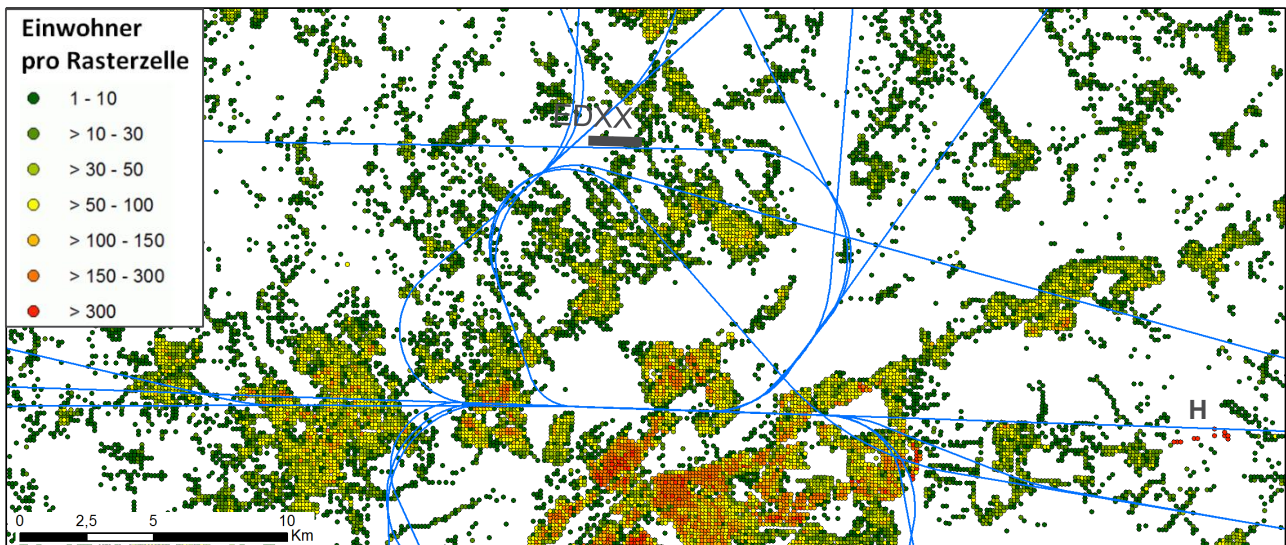 Einwohner
pro Rasterzelle
1 - 10
> 10 - 30
> 30 - 50
> 50 - 100
> 100 - 150
> 150 - 300
> 300
EDXX
H
0 2,5 5 10
Km